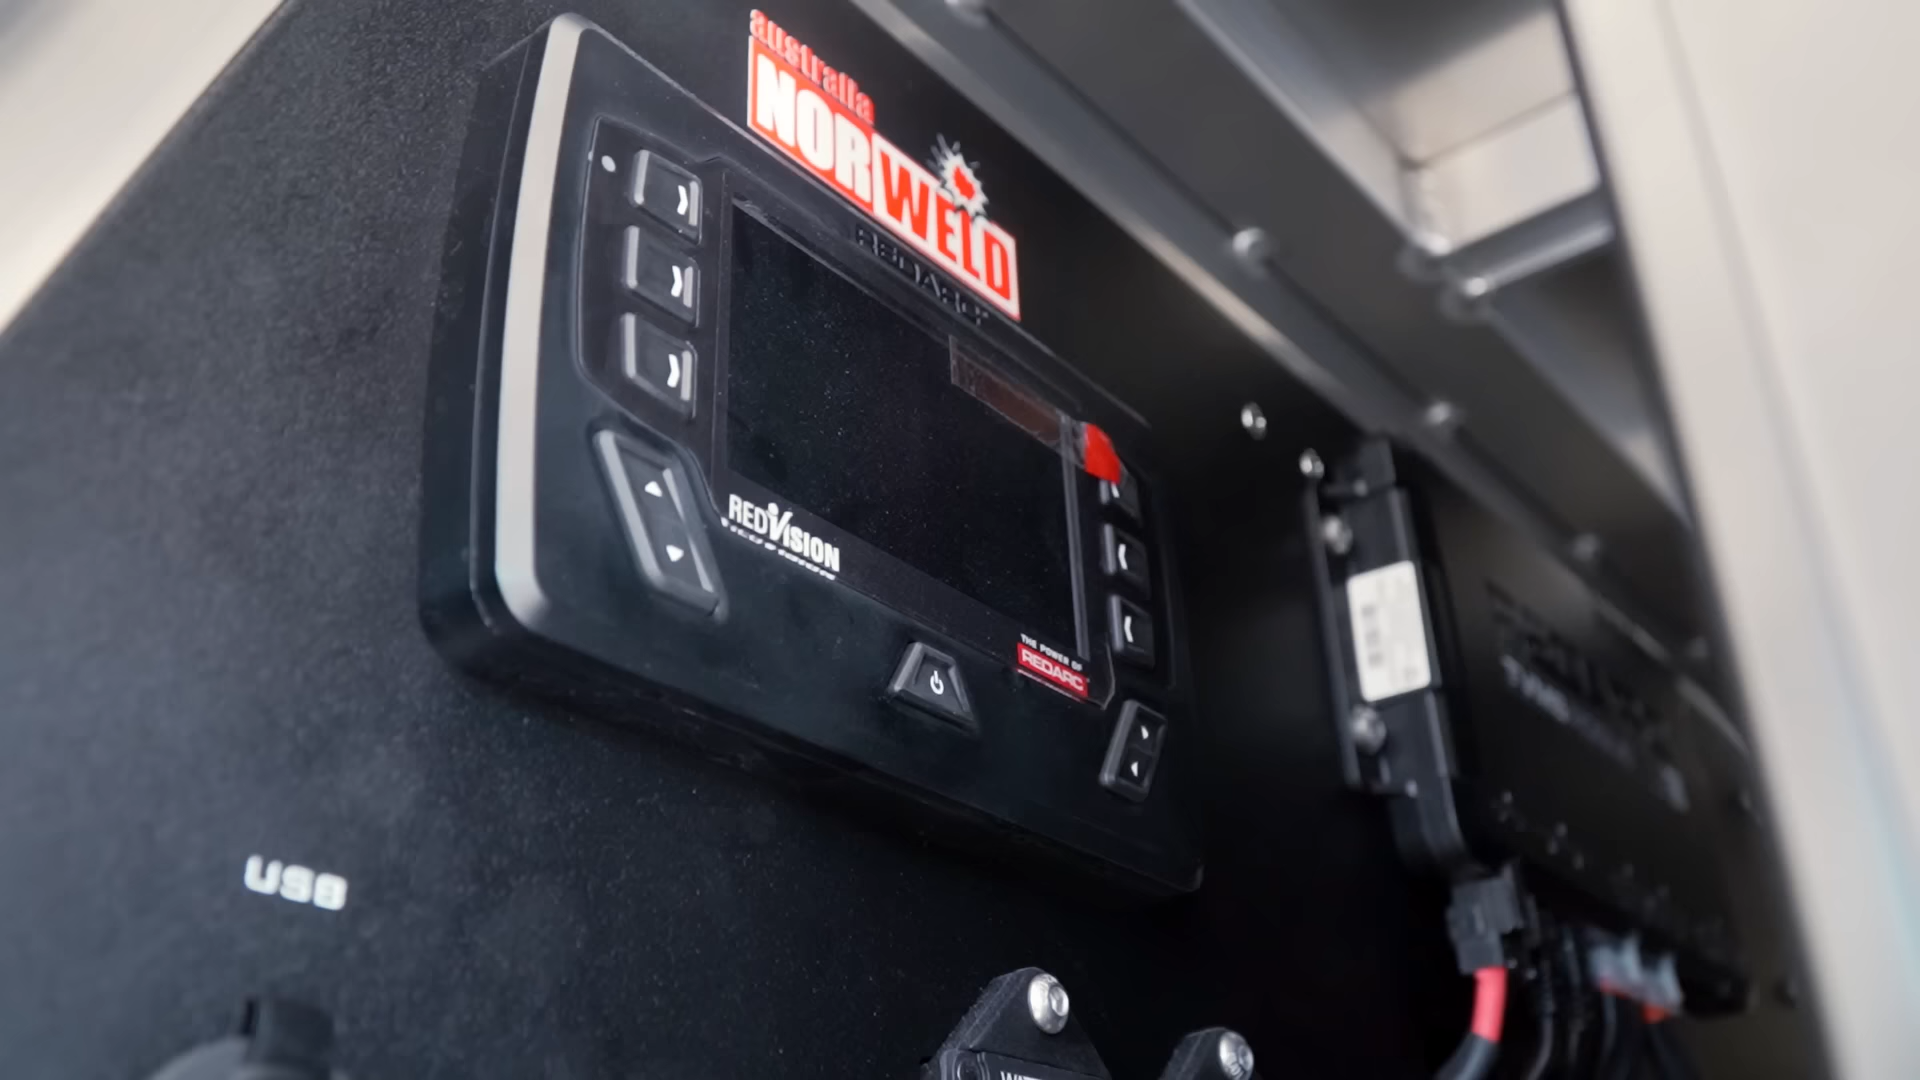 australia
NORWELD
REDARC
REDVISION
THE POWER OF
REDARC
USB